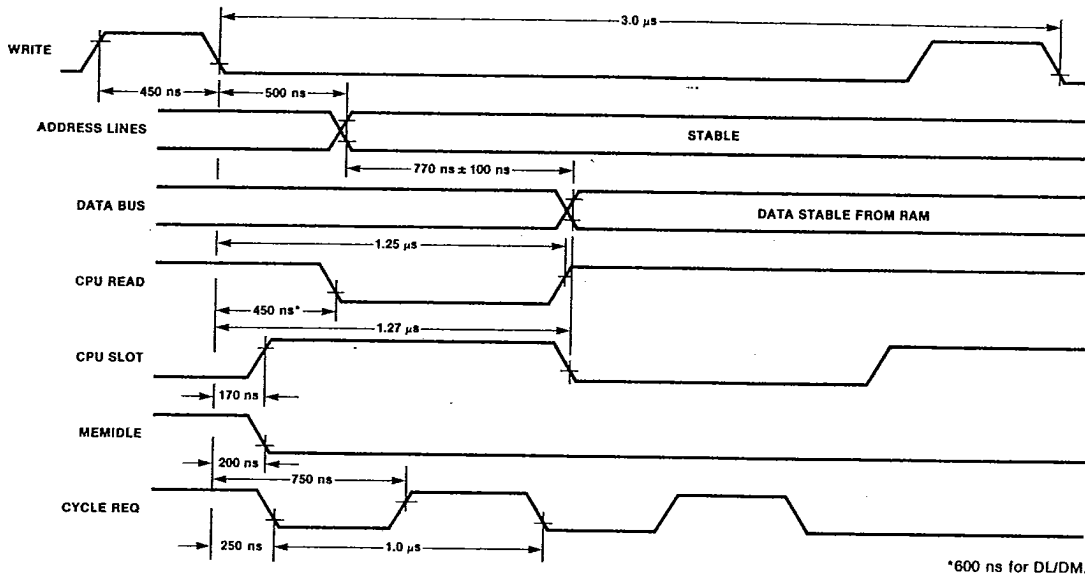 3.0 µs
WRITE
450 ns
500 ns
ADDRESS LINES
STABLE
770 ns ± 100 ns
DATA BUS
DATA STABLE FROM RAM
1.25 µs
CPU READ
450 ns*
1.27 µs
CPU SLOT
170 ns
MEMIDLE
200 ns
750 ns
CYCLE REQ
250 ns
1.0 µs
*600 ns for DL/DM.